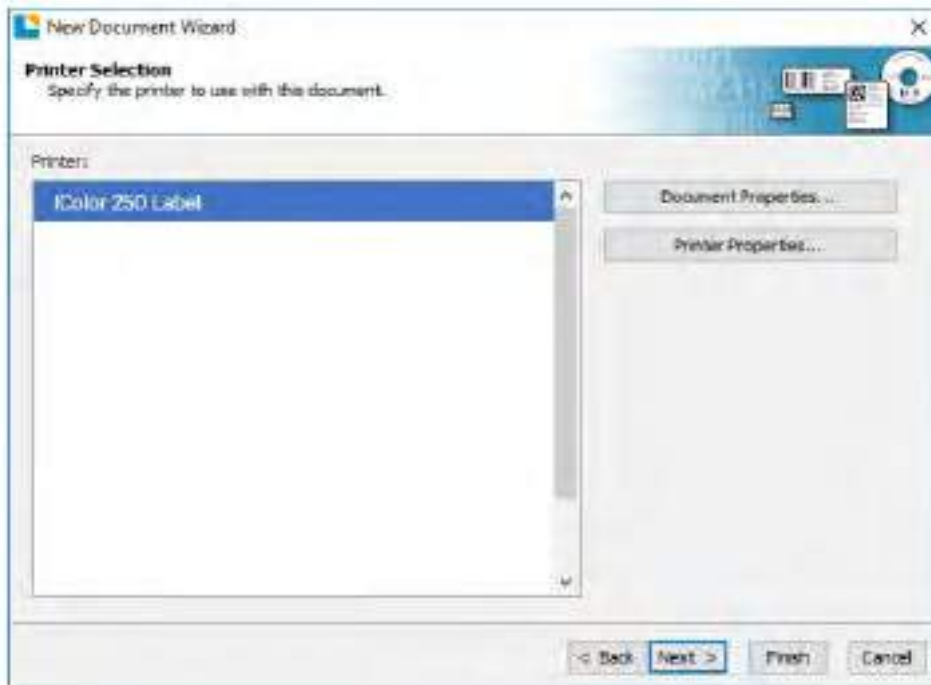 New Document Wizard
Printer Selection
Specify the printer to use with this document.
Printer:
IColor 250 Label
Document Properties...
Printer Properties...
< Back
Next >
Finish
Cancel